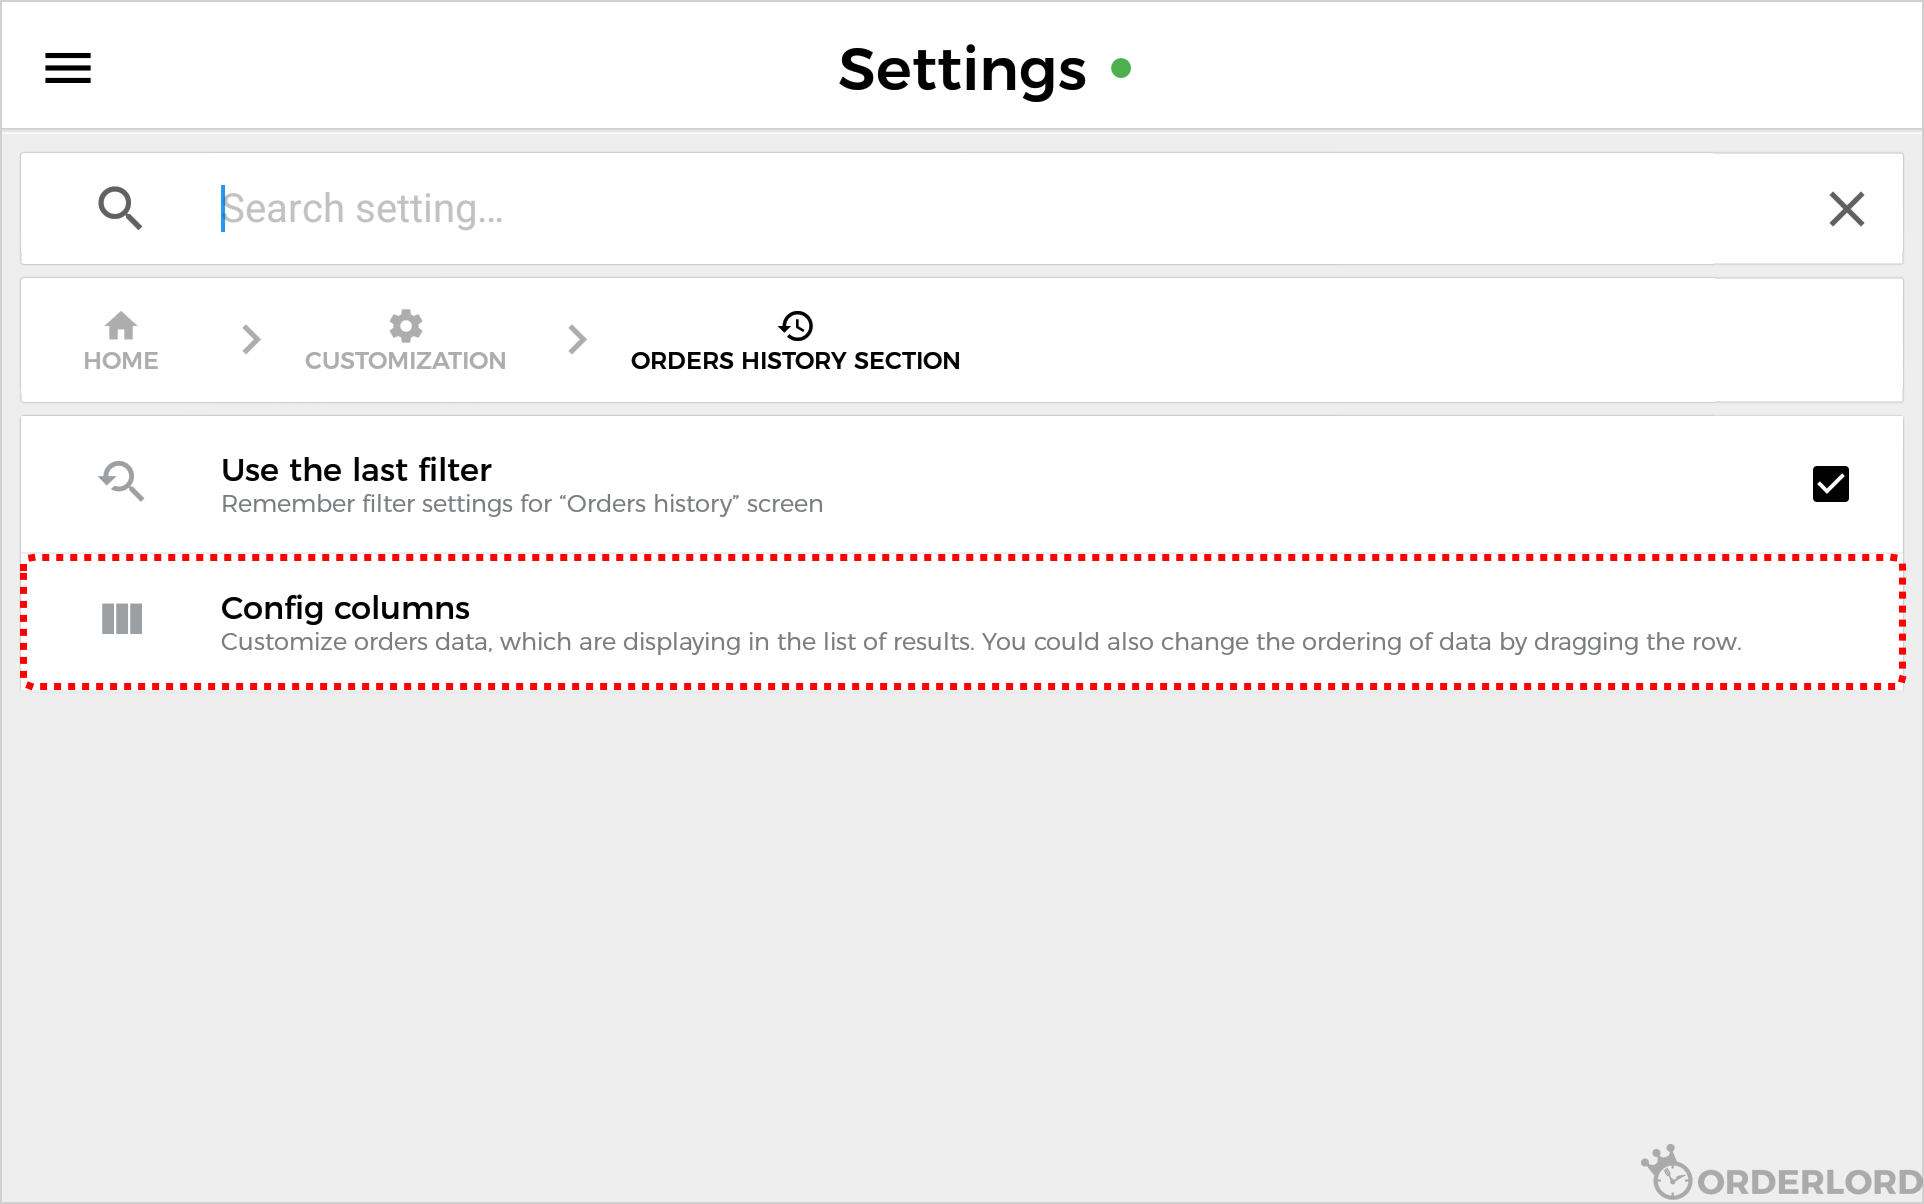 Settings
Search setting...
HOME
CUSTOMIZATION
ORDERS HISTORY SECTION
Use the last filter
Remember filter settings for “Orders history” screen
Config columns
Customize orders data, which are displaying in the list of results. You could also change the ordering of data by dragging the row.
ORDERLORD